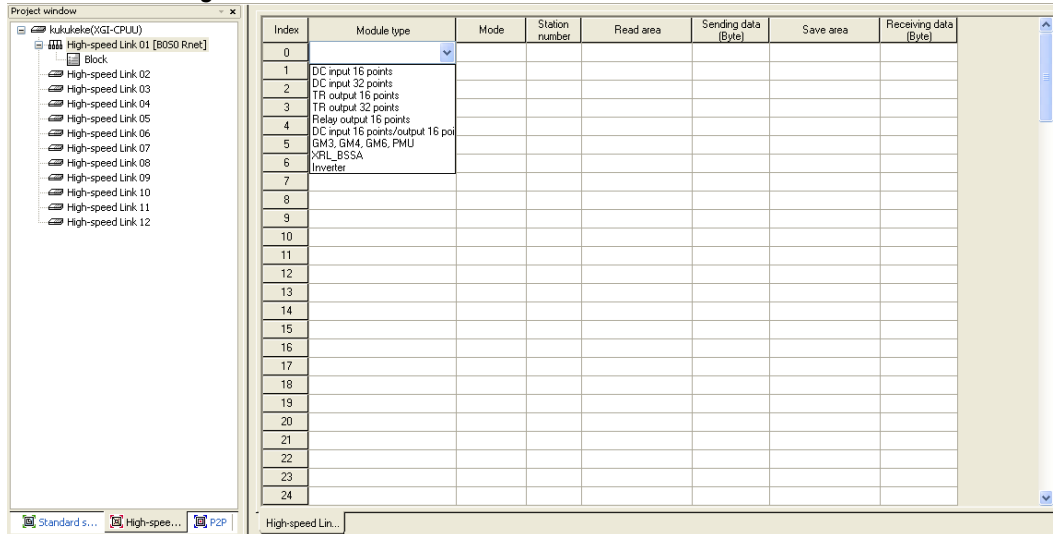 Project window
kukukeke(XGI-CPUU)
High-speed Link 01 [B0S0 Rnet]
Block
High-speed Link 02
High-speed Link 03
High-speed Link 04
High-speed Link 05
High-speed Link 06
High-speed Link 07
High-speed Link 08
High-speed Link 09
High-speed Link 10
High-speed Link 11
High-speed Link 12
Standard s... High-spee... P2P
Index Module type Mode Station number Read area Sending data (Byte) Save area Receiving data (Byte)
0
1
2
3
4
5
6
7
8
9
10
11
12
13
14
15
16
17
18
19
20
21
22
23
24
DC input 16 points
DC input 32 points
TR output 16 points
TR output 32 points
Relay output 16 points
DC input 16 points/output 16 poi
GM3, GM4, GM6, PMU
XRL_BSSA
Inverter
High-speed Lin...